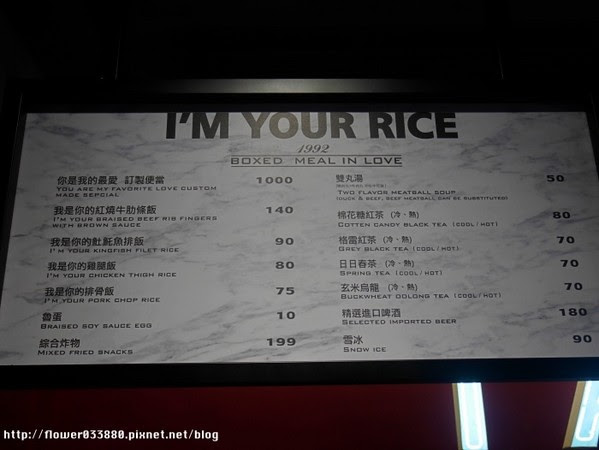 I'M YOUR RICE
1992
BOXED MEAL IN LOVE
你是我的最愛 訂製便當 1000
YOU ARE MY FAVORITE LOVE CUSTOM
MADE SEPCIAL
我是你的紅燒牛肋條飯 140
I'M YOUR BRAISED BEEF RIB FINGERS
WITH BROWN SAUCE
我是你的魠魚排飯 90
I'M YOUR KINGFISH FILET RICE
我是你的雞腿飯 80
I'M YOUR CHICKEN THIGH RICE
我是你的排骨飯 75
I'M YOUR PORK CHOP RICE
魯蛋 10
BRAISED SOY SAUCE EGG
綜合炸物 199
MIXED FRIED SNACKS
雙丸湯 50
TWO FLAVOR MEATBALL SOUP
(DUCK & BEEF, BEEF MEATBALL CAN BE SUBSTITUTED)
棉花糖紅茶 (冷、熱) 80
COTTEN CANDY BLACK TEA (COOL / HOT)
格雷紅茶 (冷、熱) 70
GREY BLACK TEA (COOL / HOT)
日日春茶 (冷、熱) 70
SPRING TEA (COOL / HOT)
玄米烏龍 (冷、熱) 70
BUCKWHEAT OOLONG TEA (COOL / HOT)
精選進口啤酒 180
SELECTED IMPORTED BEER
雪冰 90
SNOW ICE
http://flower033880.pixnet.net/blog